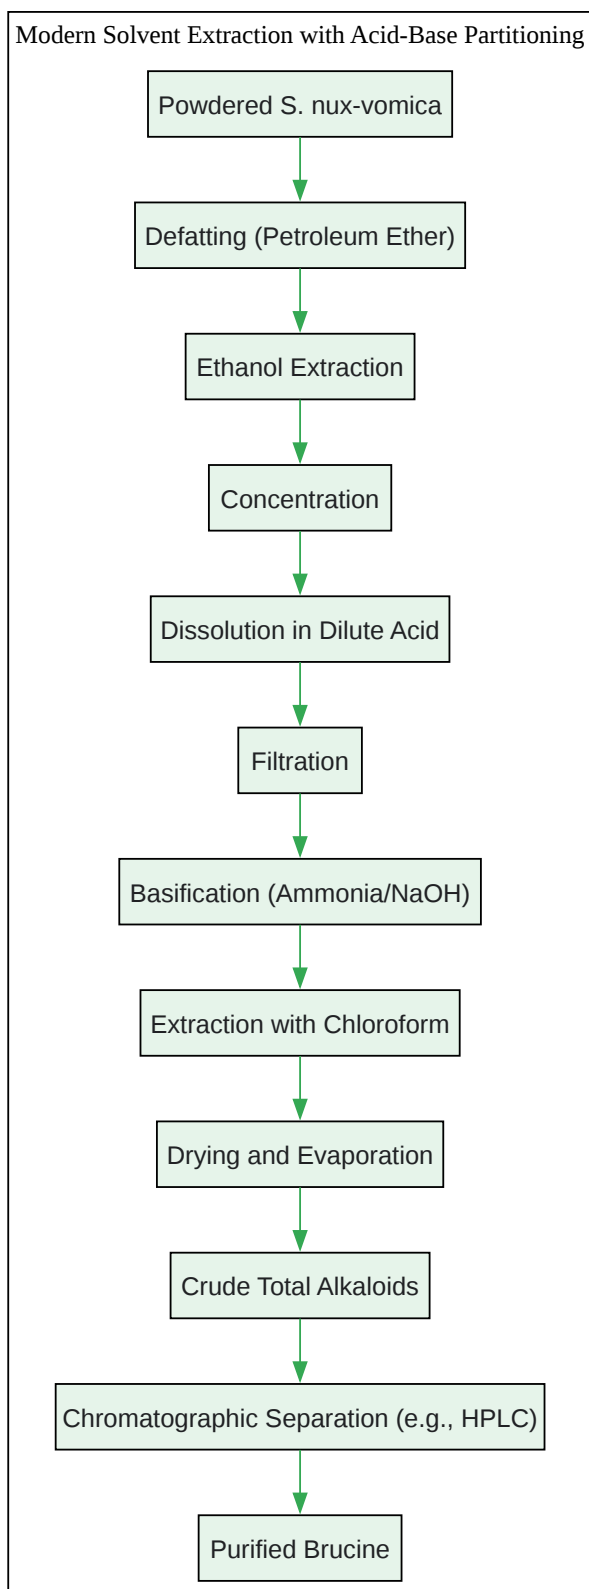 Modern Solvent Extraction with Acid-Base Partitioning
Powdered S. nux-vomica
Defatting (Petroleum Ether)
Ethanol Extraction
Concentration
Dissolution in Dilute Acid
Filtration
Basification (Ammonia/NaOH)
Extraction with Chloroform
Drying and Evaporation
Crude Total Alkaloids
Chromatographic Separation (e.g., HPLC)
Purified Brucine